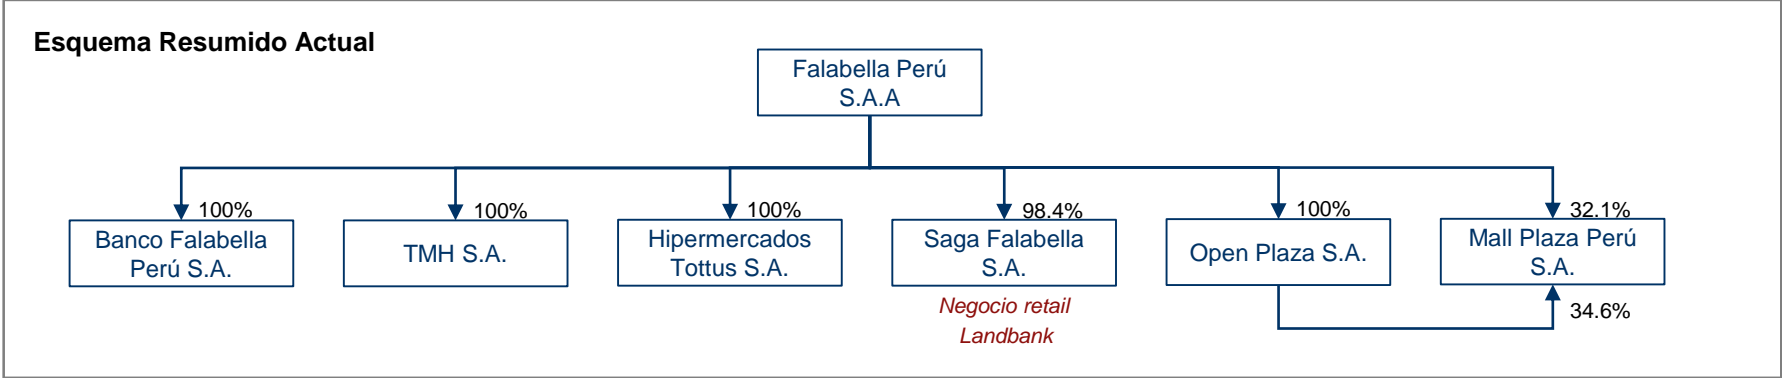 Esquema Resumido Actual
Falabella Perú
S.A.A
100%
100%
100%
98.4%
100%
32.1%
Banco Falabella
Perú S.A.
TMH S.A.
Hipermercados
Tottus S.A.
Saga Falabella
S.A.
Open Plaza S.A.
Mall Plaza Perú
S.A.
Negocio retail
Landbank
34.6%